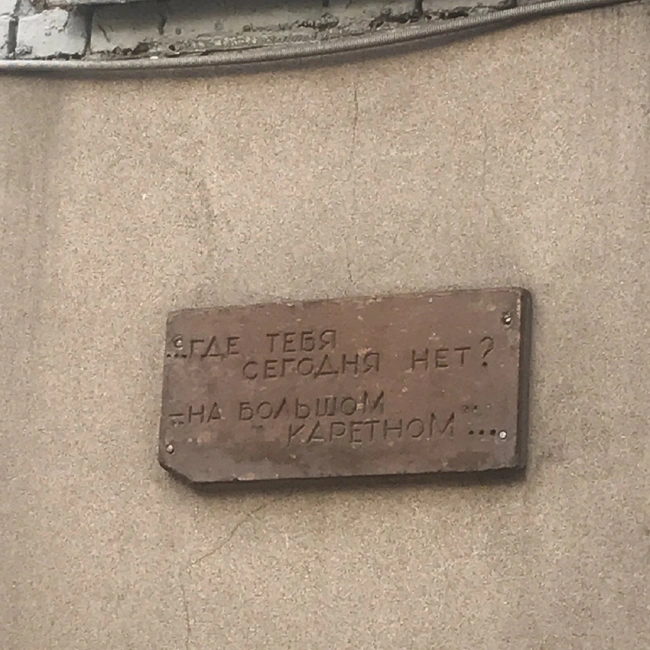 ...ГДЕ ТЕБЯ
СЕГОДНЯ НЕТ?
–НА БОЛЬШОМ
КАРЕТНОМ...